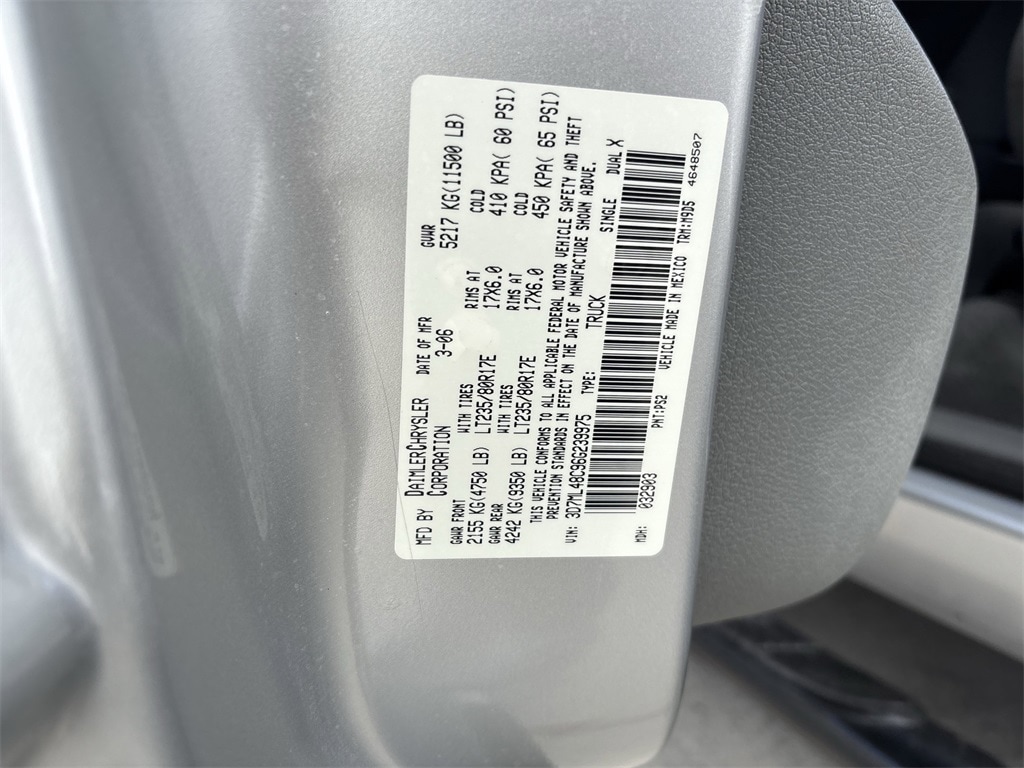 MFD BY DAIMLERCHRYSLER CORPORATION DATE OF MFR 3-06 GVWR 5217 KG(11500 LB)
GAWR FRONT WITH TIRES RIMS AT COLD
2155 KG(4750 LB) LT235/80R17E 17X6.0 410 KPA( 60 PSI)
GAWR REAR WITH TIRES RIMS AT COLD
4242 KG(9350 LB) LT235/80R17E 17X6.0 450 KPA( 65 PSI)
THIS VEHICLE CONFORMS TO ALL APPLICABLE FEDERAL MOTOR VEHICLE SAFETY AND THEFT
PREVENTION STANDARDS IN EFFECT ON THE DATE OF MANUFACTURE SHOWN ABOVE.
VIN: 3D7ML48C96G239975 TYPE: TRUCK SINGLE DUAL X
MDH: 032903 PNT:PS2 VEHICLE MADE IN MEXICO TRM:M9D5 4648507